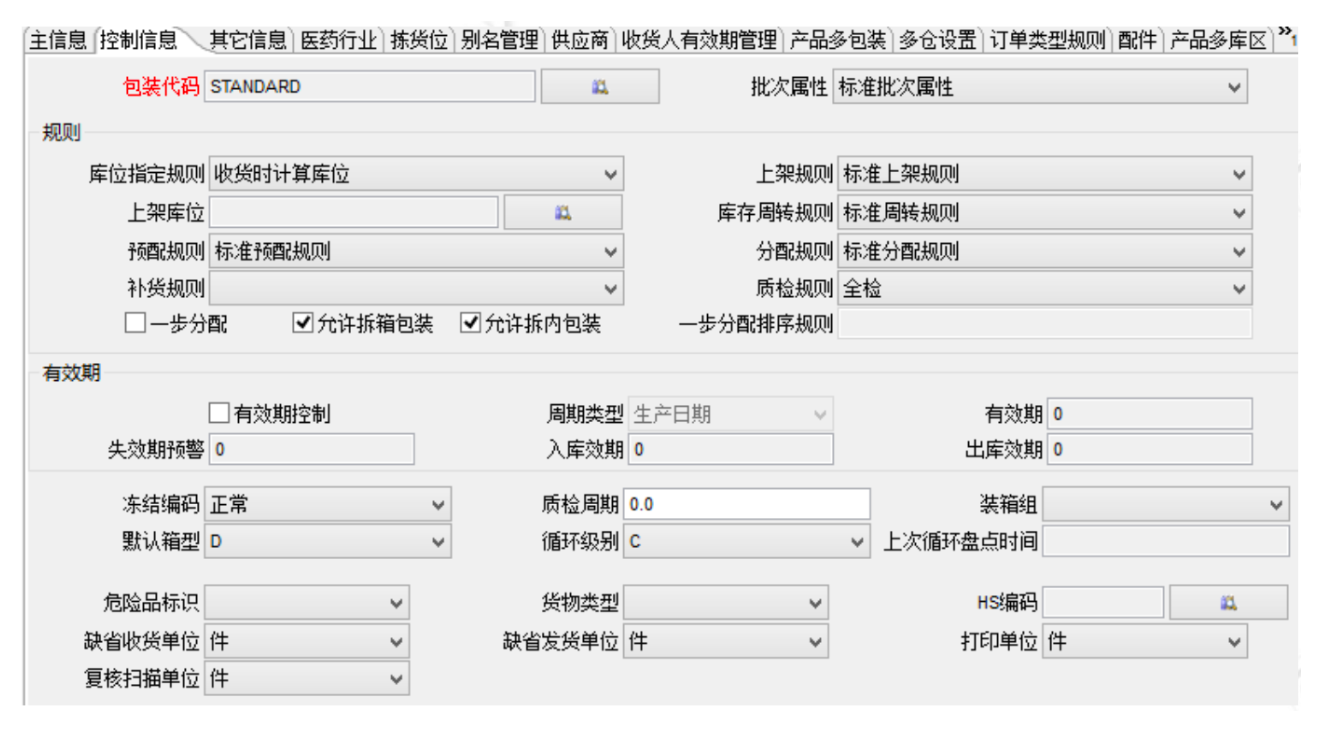 主信息 控制信息 其它信息 医药行业 拣货位 别名管理 供应商 收货人有效期管理 产品多包装 多仓设置 订单类型规则 配件 产品多库区 »1
包装代码 STANDARD 批次属性 标准批次属性
规则
库位指定规则 收货时计算库位 上架规则 标准上架规则
上架库位 库存周转规则 标准周转规则
预配规则 标准预配规则 分配规则 标准分配规则
补货规则 质检规则 全检
一步分配 允许拆箱包装 允许拆内包装 一步分配排序规则
有效期
有效期控制 周期类型 生产日期 有效期 0
失效期预警 0 入库效期 0 出库效期 0
冻结编码 正常 质检周期 0.0 装箱组
默认箱型 D 循环级别 C 上次循环盘点时间
危险品标识 货物类型 HS编码
缺省收货单位 件 缺省发货单位 件 打印单位 件
复核扫描单位 件